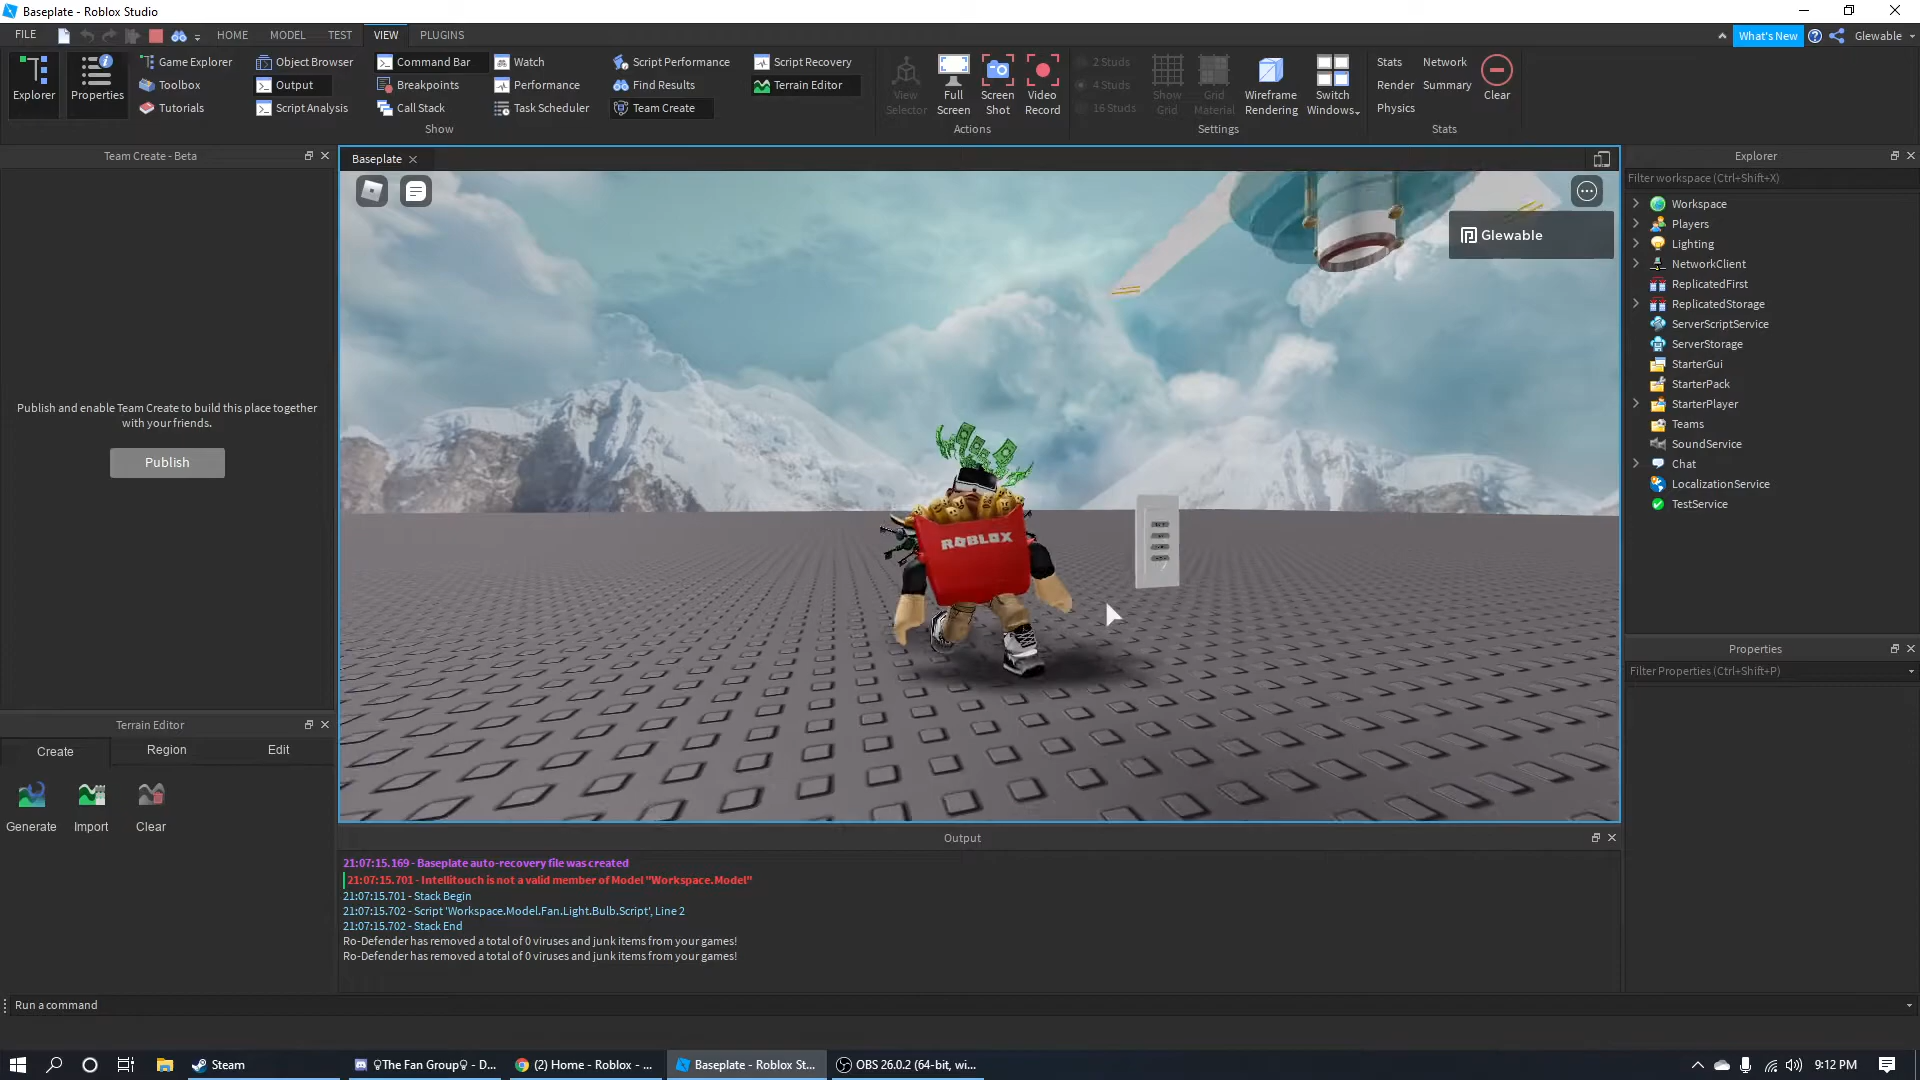 Baseplate - Roblox Studio
FILE HOME MODEL TEST VIEW PLUGINS What's New Glewable
Explorer
Properties
Game Explorer
Toolbox
Tutorials
Object Browser
Output
Script Analysis
Command Bar
Breakpoints
Call Stack
Watch
Performance
Task Scheduler
Script Performance
Find Results
Team Create
Script Recovery
Terrain Editor
Show
View
Selector
Full
Screen
Screen
Shot
Video
Record
Actions
2 Studs
4 Studs
16 Studs
Show
Grid
Grid
Material
Wireframe
Rendering
Switch
Windows
Settings
Stats
Render
Physics
Network
Summary
Clear
Stats
Team Create - Beta
Publish and enable Team Create to build this place together
with your friends.
Publish
Terrain Editor
Create Region Edit
Generate Import Clear
Baseplate
Glewable
ROBLOX
Output
21:07:15.169 - Baseplate auto-recovery file was created
21:07:15.701 - Intellitouch is not a valid member of Model "Workspace.Model"
21:07:15.701 - Stack Begin
21:07:15.702 - Script 'Workspace.Model.Fan.Light.Bulb.Script', Line 2
21:07:15.702 - Stack End
Ro-Defender has removed a total of 0 viruses and junk items from your games!
Ro-Defender has removed a total of 0 viruses and junk items from your games!
Explorer
Filter workspace (Ctrl+Shift+X)
Workspace
Players
Lighting
NetworkClient
ReplicatedFirst
ReplicatedStorage
ServerScriptService
ServerStorage
StarterGui
StarterPack
StarterPlayer
Teams
SoundService
Chat
LocalizationService
TestService
Properties
Filter Properties (Ctrl+Shift+P)
Run a command
Steam
The Fan Group - D...
(2) Home - Roblox - ...
Baseplate - Roblox St...
OBS 26.0.2 (64-bit, wi...
9:12 PM